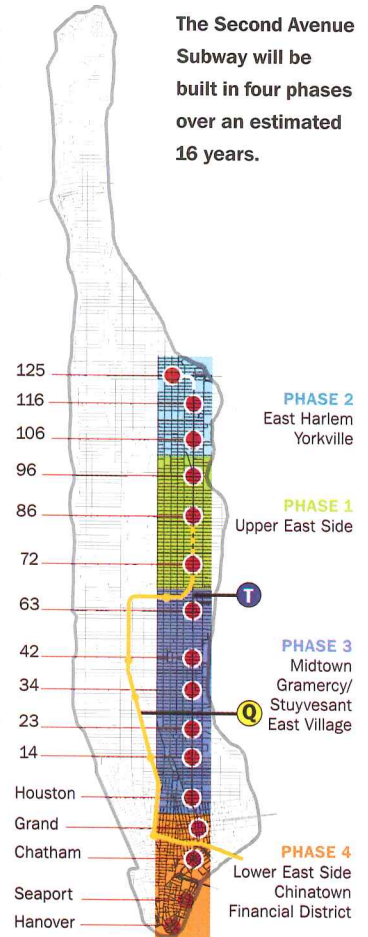 The Second Avenue
Subway will be
built in four phases
over an estimated
16 years.
125
116
106
96
86
72
63
42
34
23
14
Houston
Grand
Chatham
Seaport
Hanover
PHASE 2
East Harlem
Yorkville
PHASE 1
Upper East Side
T
PHASE 3
Midtown
Gramercy/
Stuyvesant
East Village
Q
PHASE 4
Lower East Side
Chinatown
Financial District